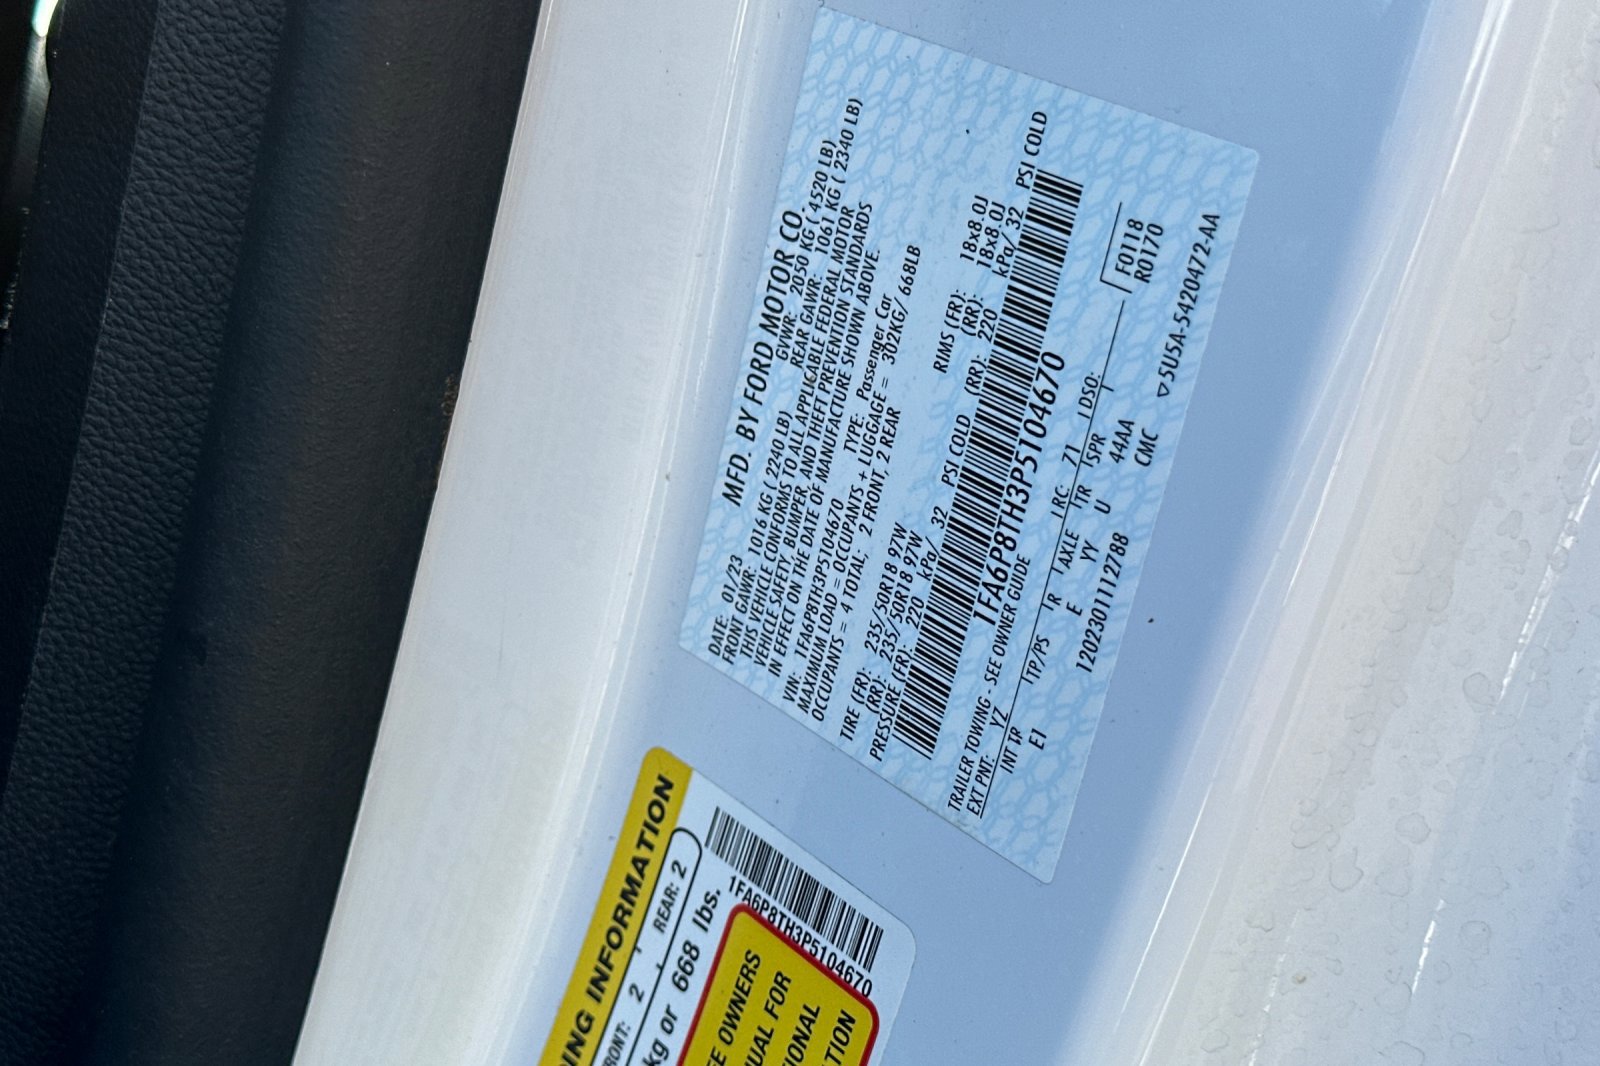 MFD. BY FORD MOTOR CO.
DATE: 01/23 GVWR: 2050 KG ( 4520 LB)
FRONT GAWR: 1016 KG ( 2240 LB) REAR GAWR: 1061 KG ( 2340 LB)
THIS VEHICLE CONFORMS TO ALL APPLICABLE FEDERAL MOTOR
VEHICLE SAFETY, BUMPER, AND THEFT PREVENTION STANDARDS
IN EFFECT ON THE DATE OF MANUFACTURE SHOWN ABOVE.
VIN: 1FA6P8TH3P5104670 TYPE: Passenger Car
MAXIMUM LOAD = OCCUPANTS + LUGGAGE = 302KG/ 668LB
OCCUPANTS = 4 TOTAL, 2 FRONT, 2 REAR
TIRE (FR): 235/50R18 97W RIMS (FR): 18x8.0J
(RR): 235/50R18 97W (RR): 18x8.0J
PRESSURE (FR): 220 kPa/ 32 PSI COLD (RR): 220 kPa/ 32 PSI COLD
1FA6P8TH3P5104670
TRAILER TOWING - SEE OWNER GUIDE
EXT PNT: YZ RC: 71 DSO: F0118
INT TR TP/PS R AXLE TR SPR R0170
E1 E YY U 44AA
1202301112788 CMC ▽5U5A-5420472-AA
ING INFORMATION
FRONT: 2 REAR: 2
kg or 668 lbs.
1FA6P8TH3P5104670
OWNERS
FOR